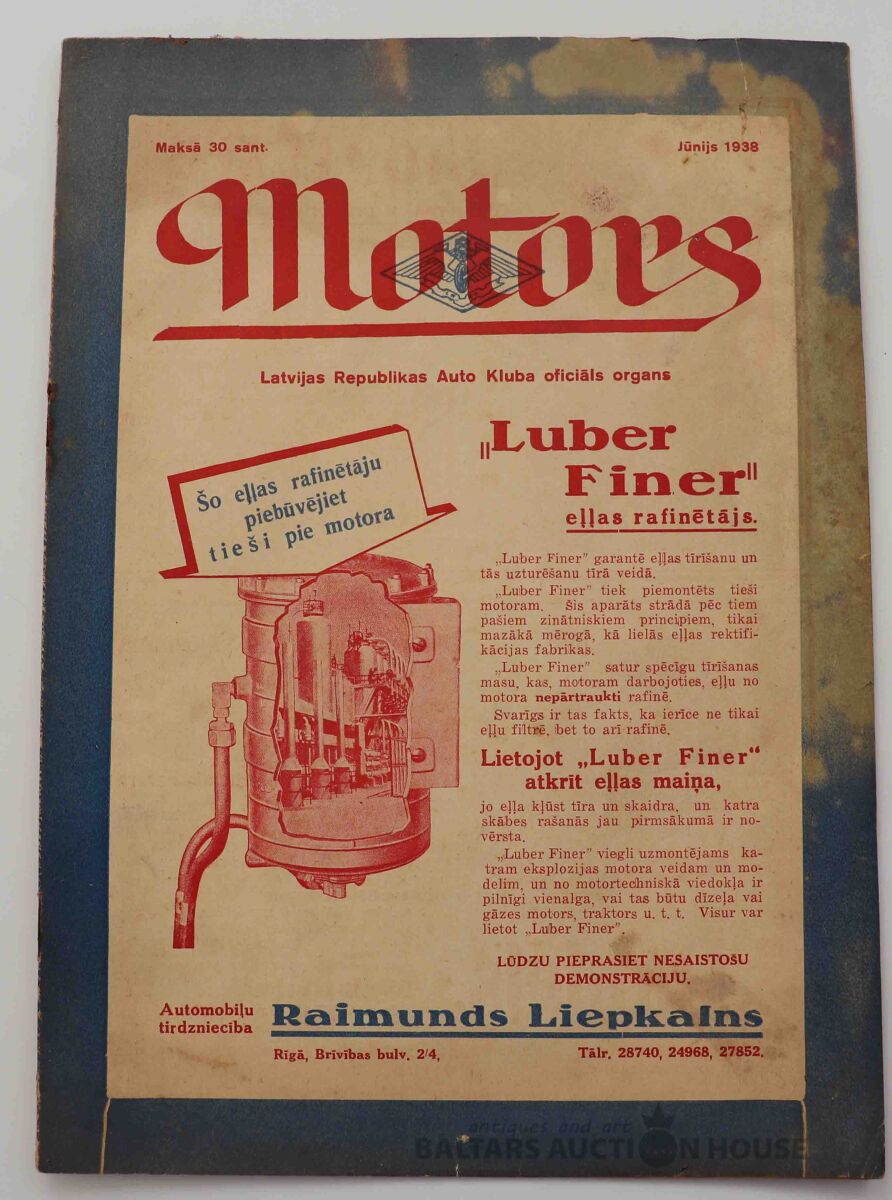 Maksā 30 sant.
Jūnijs 1938
Motors
Latvijas Republikas Auto Kluba oficiāls organs
Šo eļļas rafinētāju
piebūvējiet
tieši pie motora
„Luber
Finer"
eļļas rafinētājs.
„Luber Finer” garantē eļļas tīrīšanu un
tās uzturēšanu tīrā veidā.
„Luber Finer” tiek piemontēts tieši
motoram. Šis aparāts strādā pēc tiem
pašiem zinātniskiem principiem, tikai
mazākā mērogā, kā lielās eļļas rektifi-
kācijas fabrikas.
„Luber Finer” satur spēcīgu tīrīšanas
masu, kas, motoram darbojoties, eļļu no
motora nepārtraukti rafinē.
Svarīgs ir tas fakts, ka ierīce ne tikai
eļļu filtrē, bet to arī rafinē.
Lietojot „Luber Finer“
atkrīt eļļas maiņa,
jo eļļa kļūst tīra un skaidra, un katra
skābes rašanās jau pirmsākumā ir no-
vērsta.
„Luber Finer” viegli uzmontējams ka-
tram eksplozijas motora veidam un mo-
delim, un no motortechniskā viedokļa ir
pilnīgi vienalga, vai tas būtu dīzeļa vai
gāzes motors, traktors u. t. t. Visur var
lietot „Luber Finer”.
LŪDZU PIEPRASIET NESAISTOŠU
DEMONSTRĀCIJU.
Automobiļu
tirdzniecība
Raimunds Liepkalns
Rīgā, Brīvības bulv. 2/4,
Tālr. 28740, 24968, 27852.
antiques and art
BALTARS AUCTION HOUSE